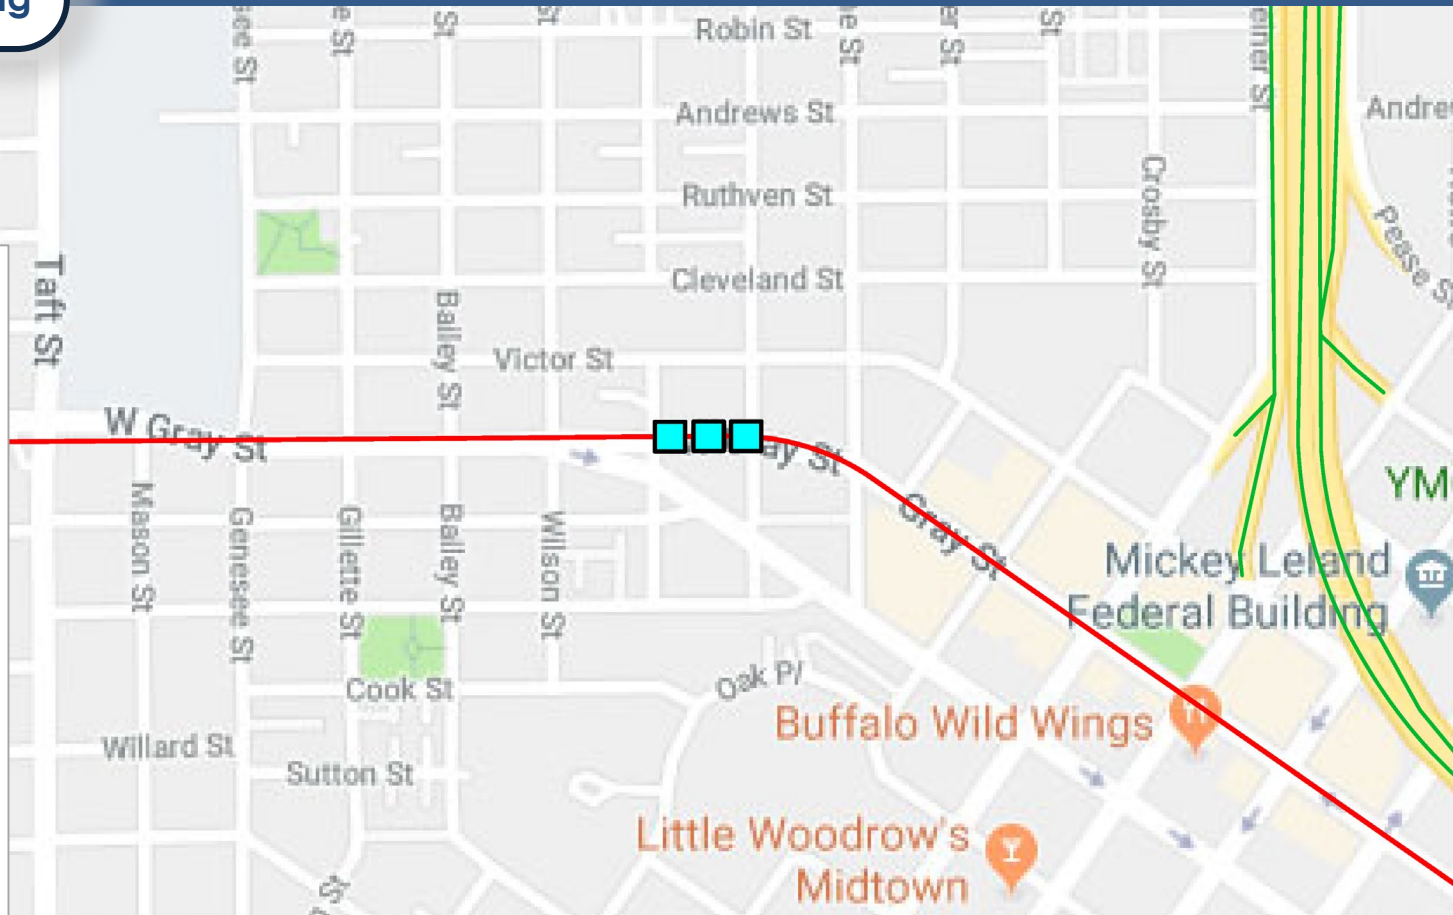 Robin St
Andrews St
Andre
Ruthven St
Crosby St
Pease S
Taft St
Cleveland St
Bailey St
Victor St
W Gray St
ay St
Gray St
YM
Mason St
Genesee St
Gillette St
Bailey St
Wilson St
Mickey Leland
Federal Building
Cook St
Oak Pl
Buffalo Wild Wings
Willard St
Sutton St
Little Woodrow's
Midtown